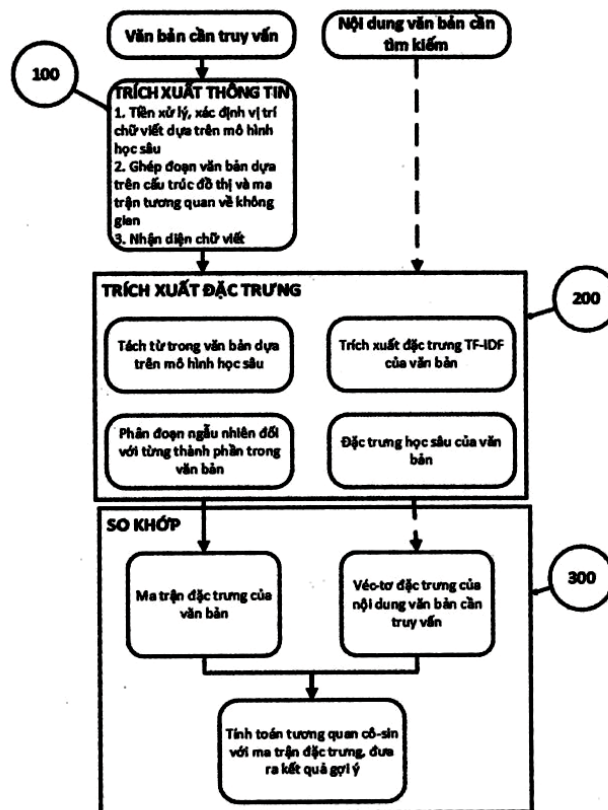 Văn bản cần truy vấn
Nội dung văn bản cần
tìm kiếm
100
TRÍCH XUẤT THÔNG TIN
1. Tiền xử lý, xác định vị trí
chữ viết dựa trên mô hình
học sâu
2. Ghép đoạn văn bản dựa
trên cấu trúc đồ thị và ma
trận tương quan về không
gian
3. Nhận diện chữ viết
TRÍCH XUẤT ĐẶC TRƯNG
200
Tách từ trong văn bản dựa
trên mô hình học sâu
Trích xuất đặc trưng TF-IDF
của văn bản
Phân đoạn ngẫu nhiên đối
với từng thành phần trong
văn bản
Đặc trưng học sâu của văn
bản
SO KHỚP
300
Ma trận đặc trưng của
văn bản
Véc-tơ đặc trưng của
nội dung văn bản cần
truy vấn
Tính toán tương quan cô-sin
với ma trận đặc trưng, đưa
ra kết quả gợi ý